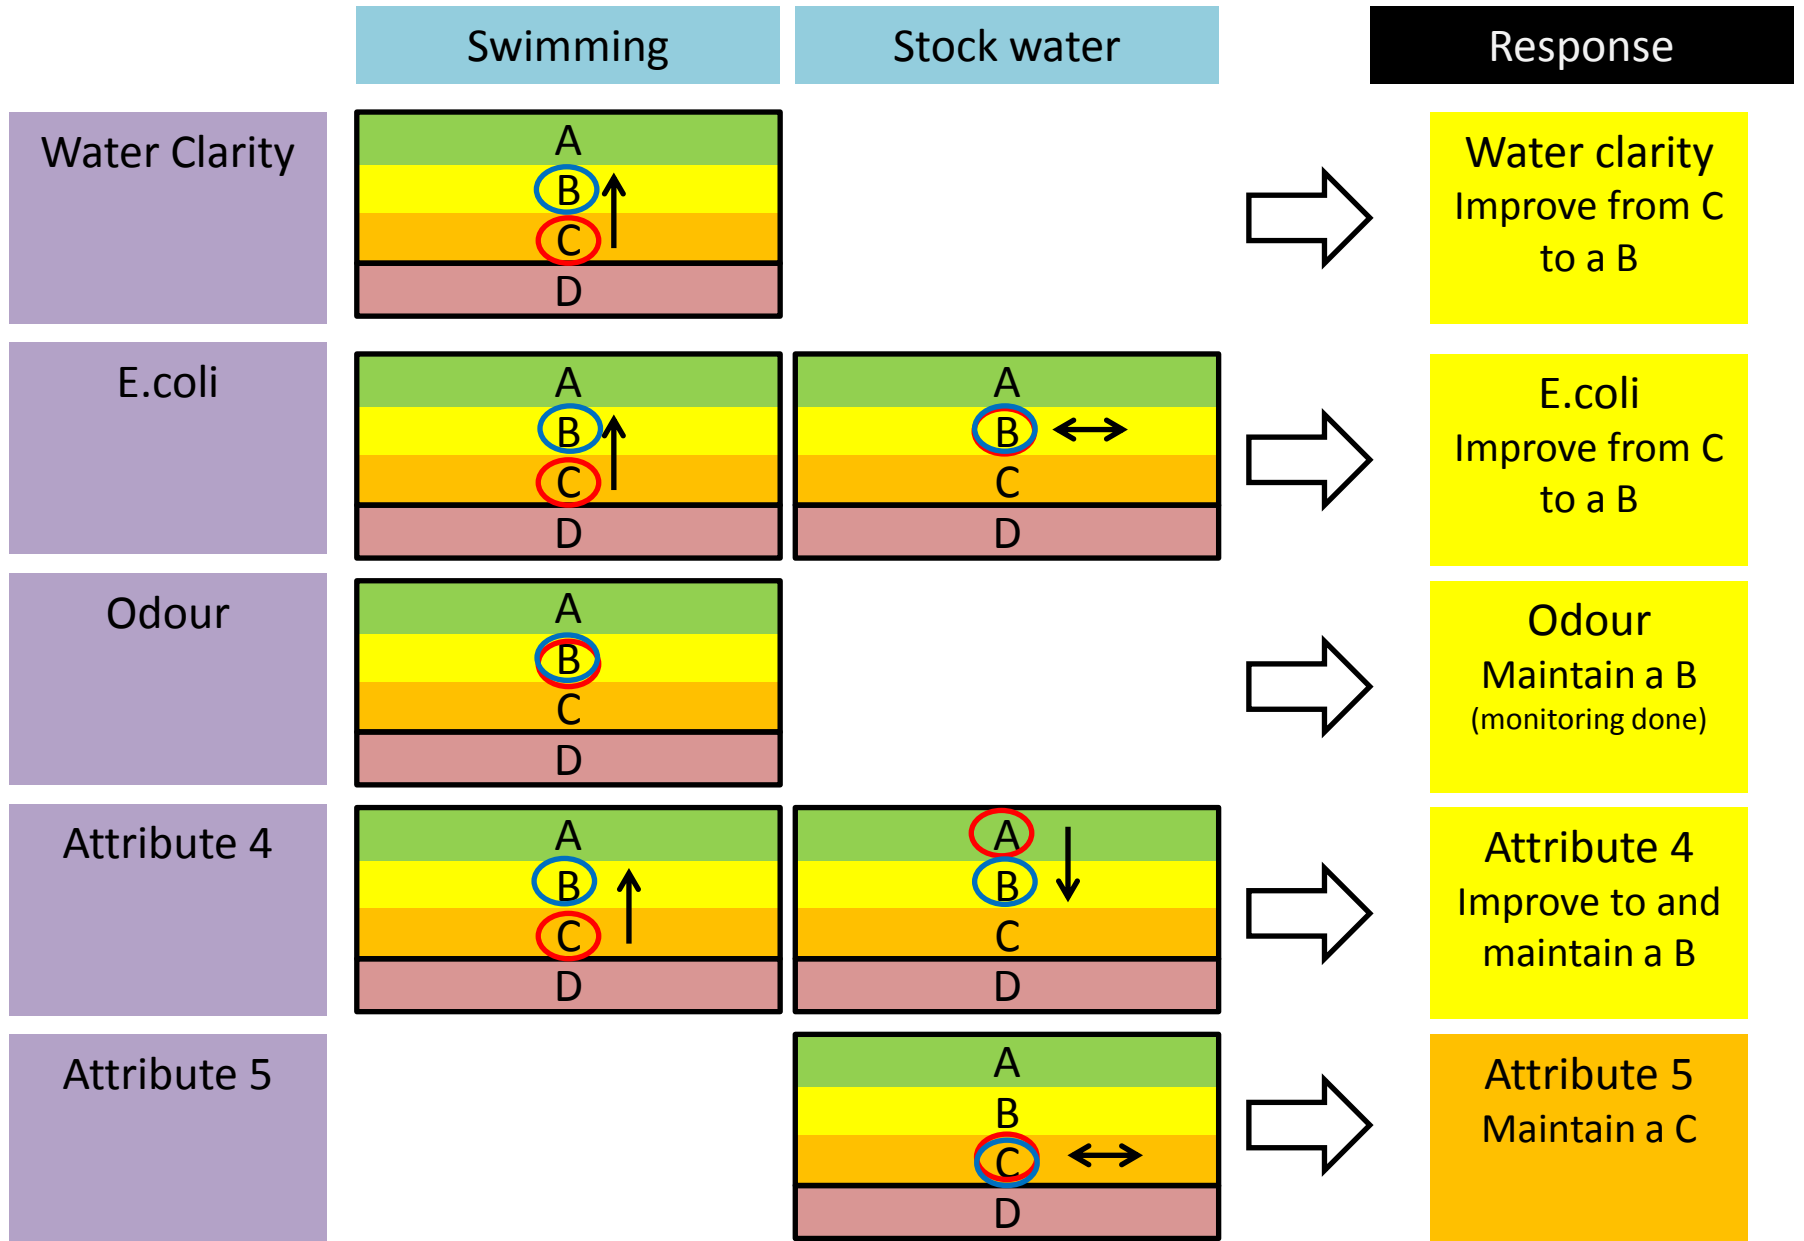 Swimming
Stock water
Response
Water Clarity
A
B
C
D
Water clarity
Improve from C
to a B
E.coli
A
B
C
D
A
B
C
D
E.coli
Improve from C
to a B
Odour
A
B
C
D
Odour
Maintain a B
(monitoring done)
Attribute 4
A
B
C
D
A
B
C
D
Attribute 4
Improve to and
maintain a B
Attribute 5
A
B
C
D
Attribute 5
Maintain a C